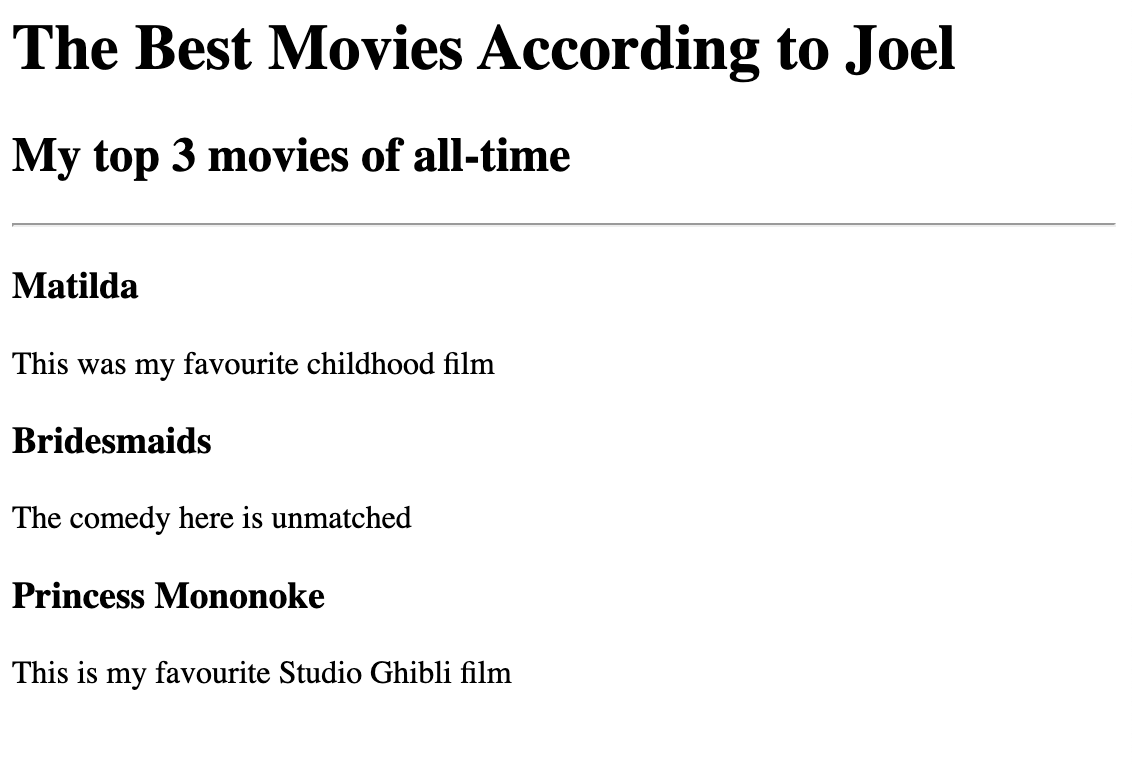 The Best Movies According to Joel
My top 3 movies of all-time
Matilda
This was my favourite childhood film
Bridesmaids
The comedy here is unmatched
Princess Mononoke
This is my favourite Studio Ghibli film